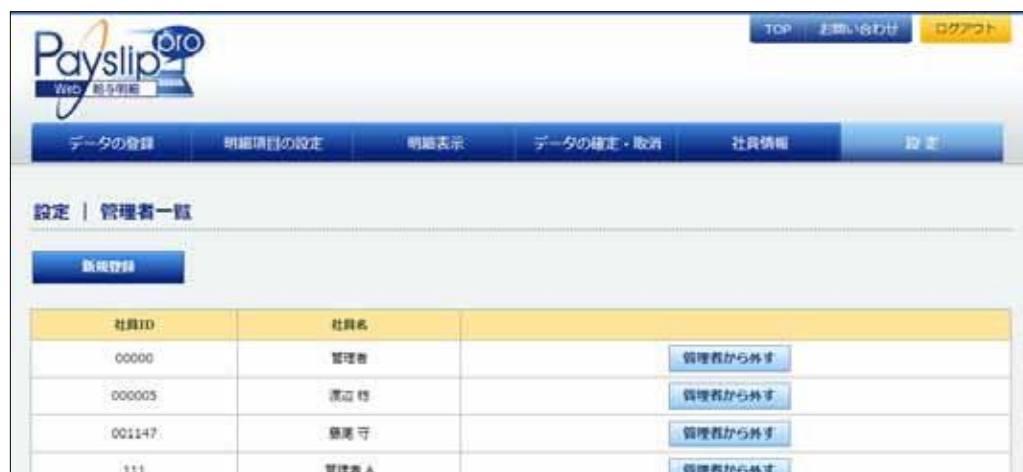 Payslip pro
Web 給与明細
TOP お問い合わせ ログアウト
データの登録 明細項目の設定 明細表示 データの確定・取消 社員情報 設定
設定 | 管理者一覧
新規登録
社員ID 社員名
00000 管理者 管理者から外す
000005 渡辺 管理者から外す
001147 藤尾 守 管理者から外す
111 管理者 A 管理者から外す